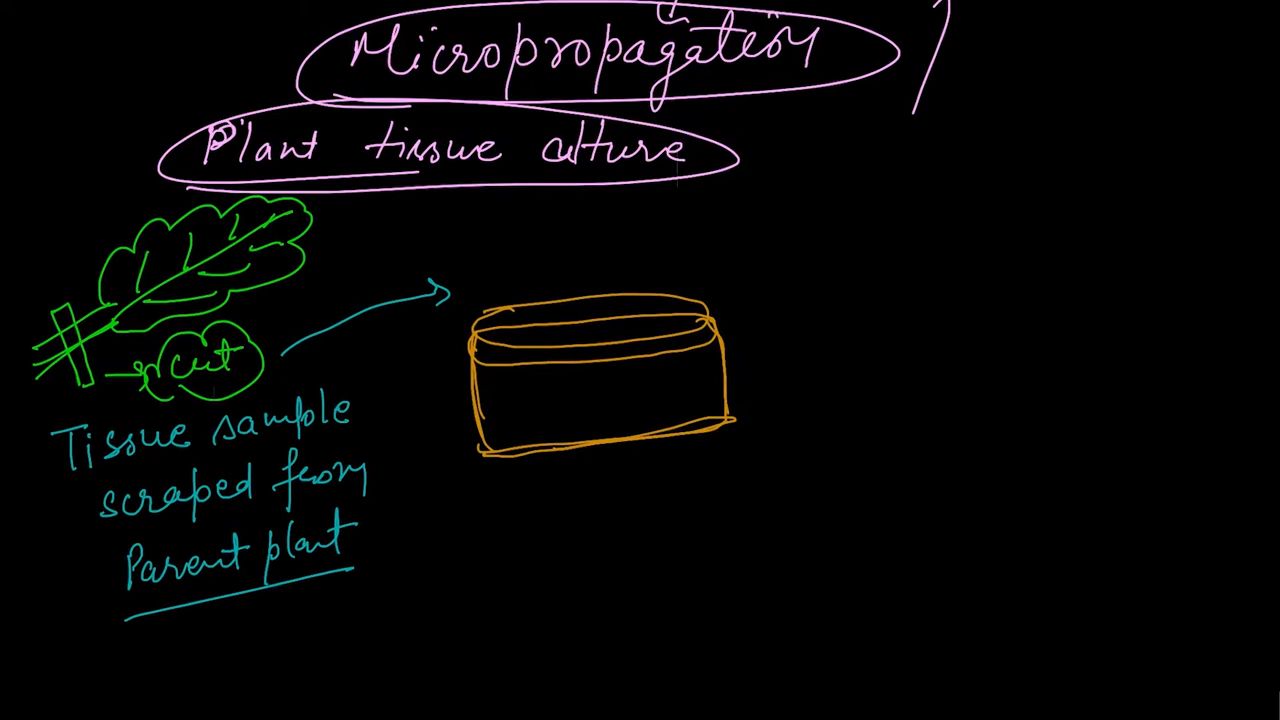 Micropropagation
Plant tissue culture
cut
Tissue sample
scraped from
Parent plant